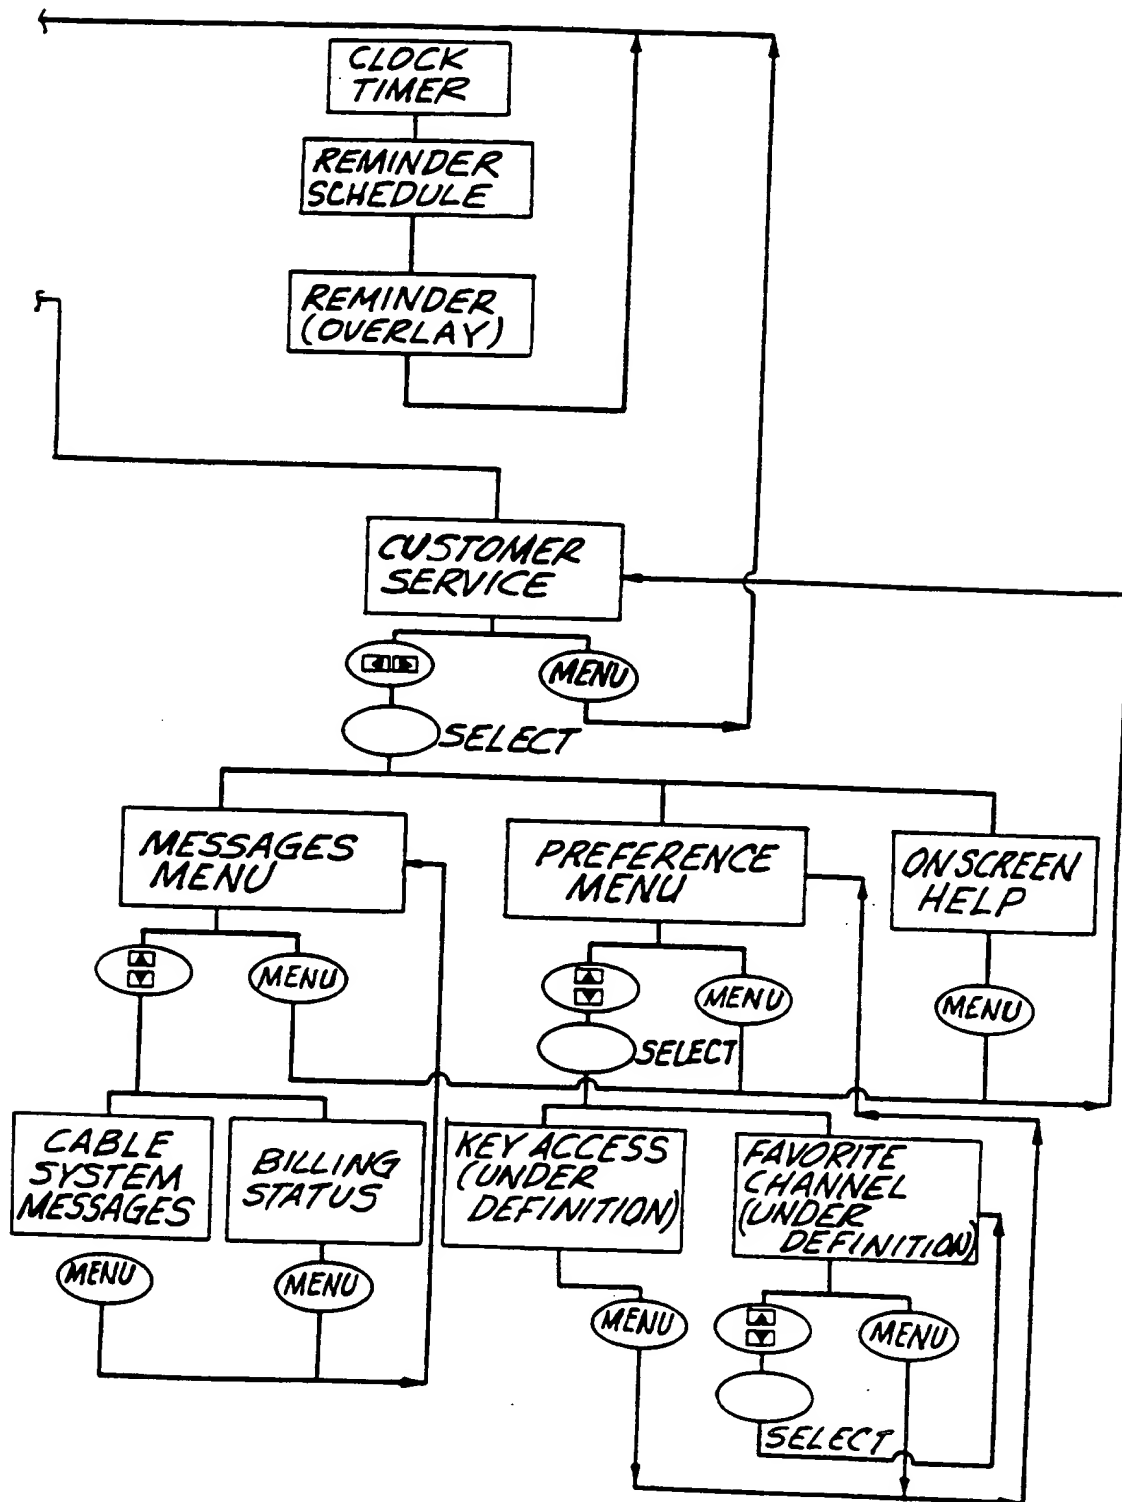 CLOCK
TIMER
REMINDER
SCHEDULE
REMINDER
(OVERLAY)
CUSTOMER
SERVICE
MENU
SELECT
MESSAGES
MENU
PREFERENCE
MENU
ON SCREEN
HELP
MENU
MENU
MENU
SELECT
CABLE
SYSTEM
MESSAGES
BILLING
STATUS
KEY ACCESS
(UNDER
DEFINITION)
FAVORITE
CHANNEL
(UNDER
DEFINITION)
MENU
MENU
MENU
MENU
SELECT